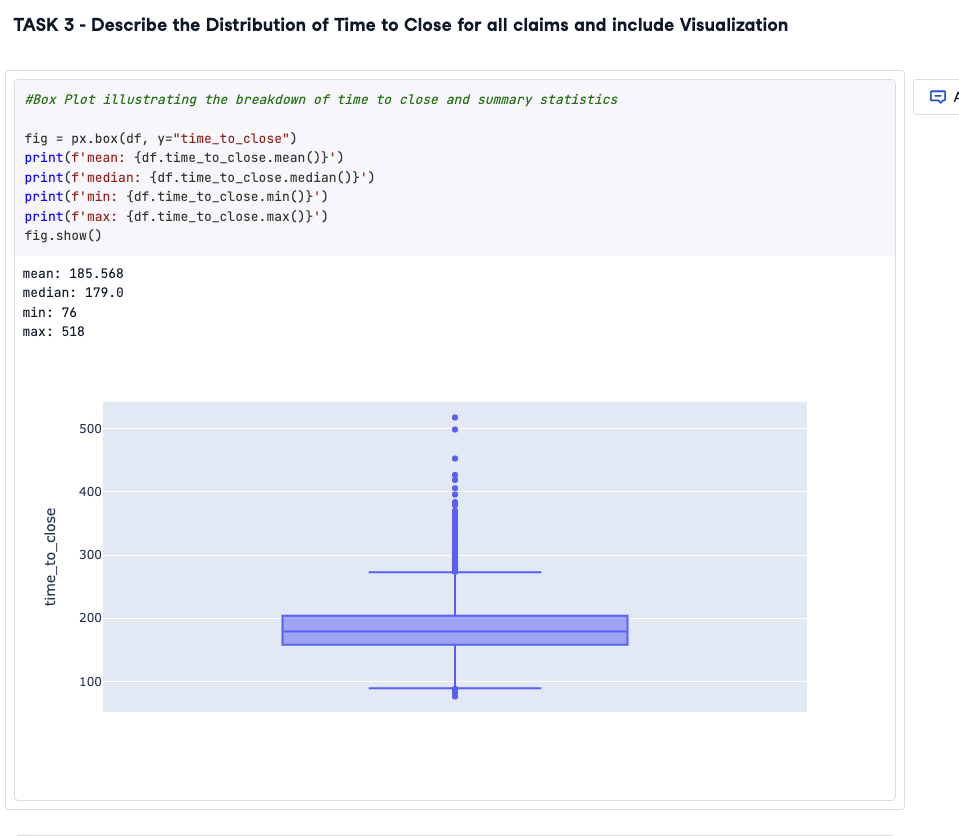 TASK 3 - Describe the Distribution of Time to Close for all claims and include Visualization
#Box Plot illustrating the breakdown of time to close and summary statistics
fig = px.box(df, y="time_to_close")
print(f'mean: {df.time_to_close.mean()}')
print(f'median: {df.time_to_close.median()}')
print(f'min: {df.time_to_close.min()}')
print(f'max: {df.time_to_close.max()}')
fig.show()
A
mean: 185.568
median: 179.0
min: 76
max: 518
500
400
300
200
100
time_to_close